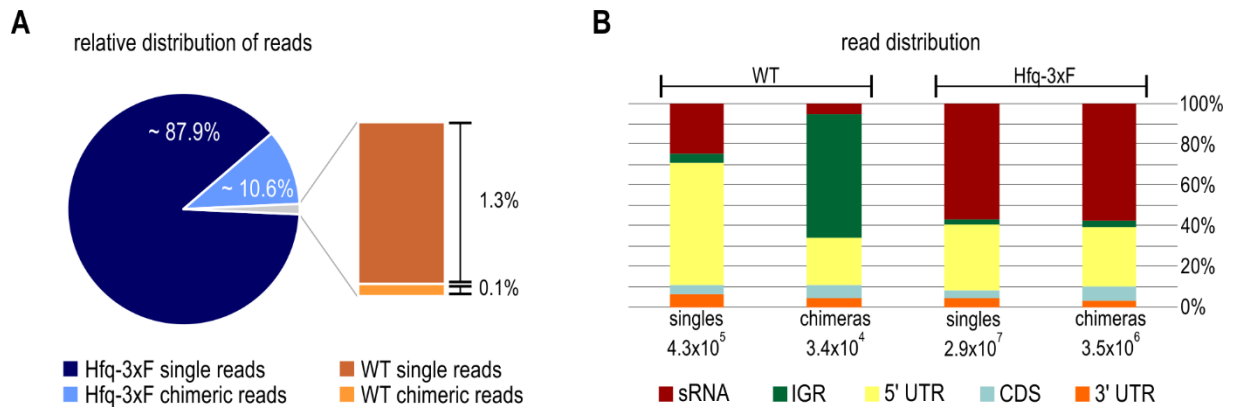 A
relative distribution of reads
~ 87.9%
~ 10.6%
1.3%
0.1%
Hfq-3xF single reads
Hfq-3xF chimeric reads
WT single reads
WT chimeric reads
B
read distribution
WT
Hfq-3xF
100%
80%
60%
40%
20%
0%
singles
4.3x10⁵
chimeras
3.4x10⁴
singles
2.9x10⁷
chimeras
3.5x10⁶
sRNA
IGR
5' UTR
CDS
3' UTR